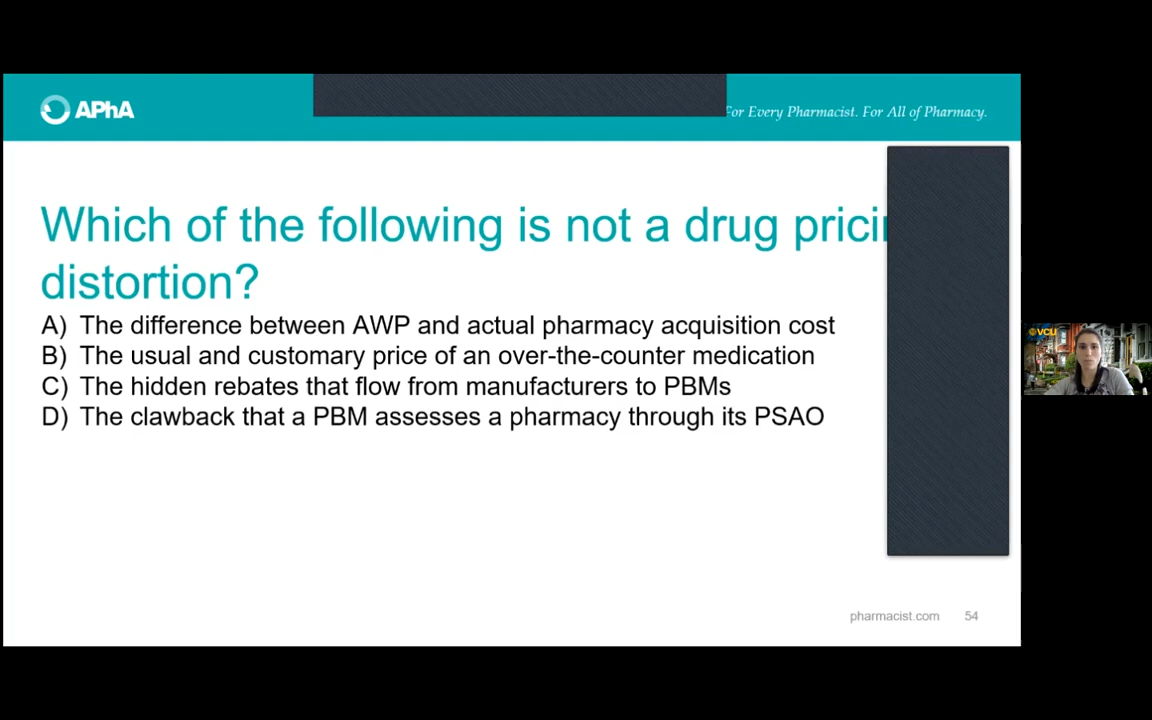 APhA
For Every Pharmacist. For All of Pharmacy.
Which of the following is not a drug
distortion?
A) The difference between AWP and actual pharmacy acquisition cost
B) The usual and customary price of an over-the-counter medication
C) The hidden rebates that flow from manufacturers to PBMs
D) The clawback that a PBM assesses a pharmacy through its PSAO
VCU
pharmacist.com 54